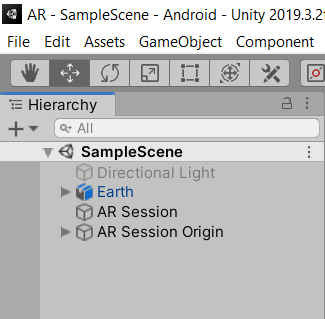 AR - SampleScene - Android - Unity 2019.3.2
File Edit Assets GameObject Component
Hierarchy
All
SampleScene
Directional Light
Earth
AR Session
AR Session Origin